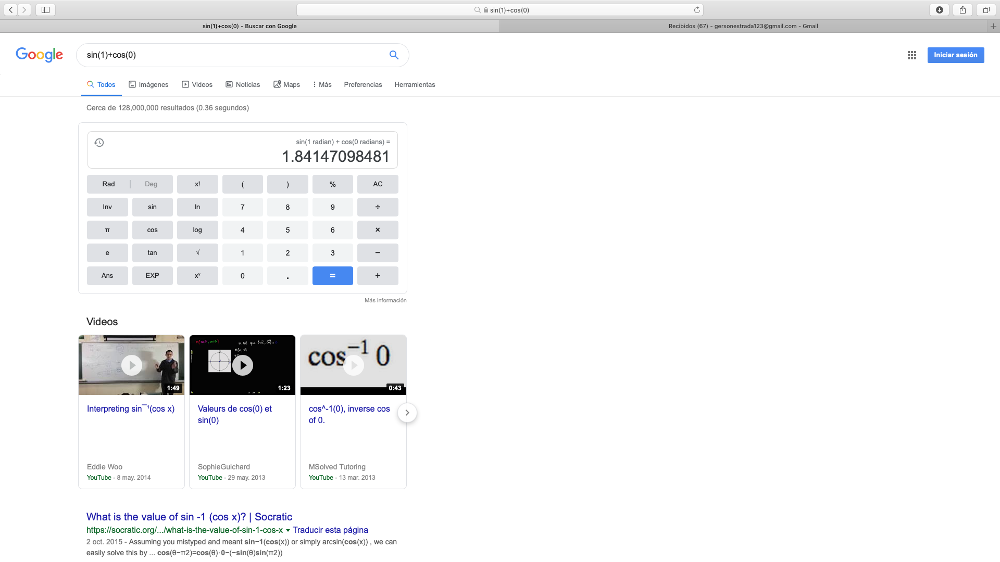 sin(1)+cos(0)
sin(1)+cos(0) - Buscar con Google
Recibidos (67) - gersonestrada123@gmail.com - Gmail
Google
sin(1)+cos(0)
Iniciar sesión
Todos
Imágenes
Videos
Noticias
Maps
Más
Preferencias
Herramientas
Cerca de 128,000,000 resultados (0.36 segundos)
sin(1 radian) + cos(0 radians) =
1.84147098481
Rad | Deg x! ( ) % AC
Inv sin ln 7 8 9 ÷
π cos log 4 5 6 ×
e tan √ 1 2 3 −
Ans EXP xʸ 0 . = +
Más información
Videos
1:49
Interpreting sin¯¹(cos x)
Eddie Woo
YouTube - 8 may. 2014
1:23
Valeurs de cos(0) et
sin(0)
SophieGuichard
YouTube - 29 may. 2013
cos⁻¹ 0
0:43
cos^-1(0), inverse cos
of 0.
MSolved Tutoring
YouTube - 13 mar. 2013
What is the value of sin -1 (cos x)? | Socratic
https://socratic.org/.../what-is-the-value-of-sin-1-cos-x Traducir esta página
2 oct. 2015 - Assuming you mistyped and meant sin−1(cos(x)) or simply arcsin(cos(x)) , we can
easily solve this by ... cos(θ−π2)=cos(θ)⋅0−(−sin(θ)sin(π2))